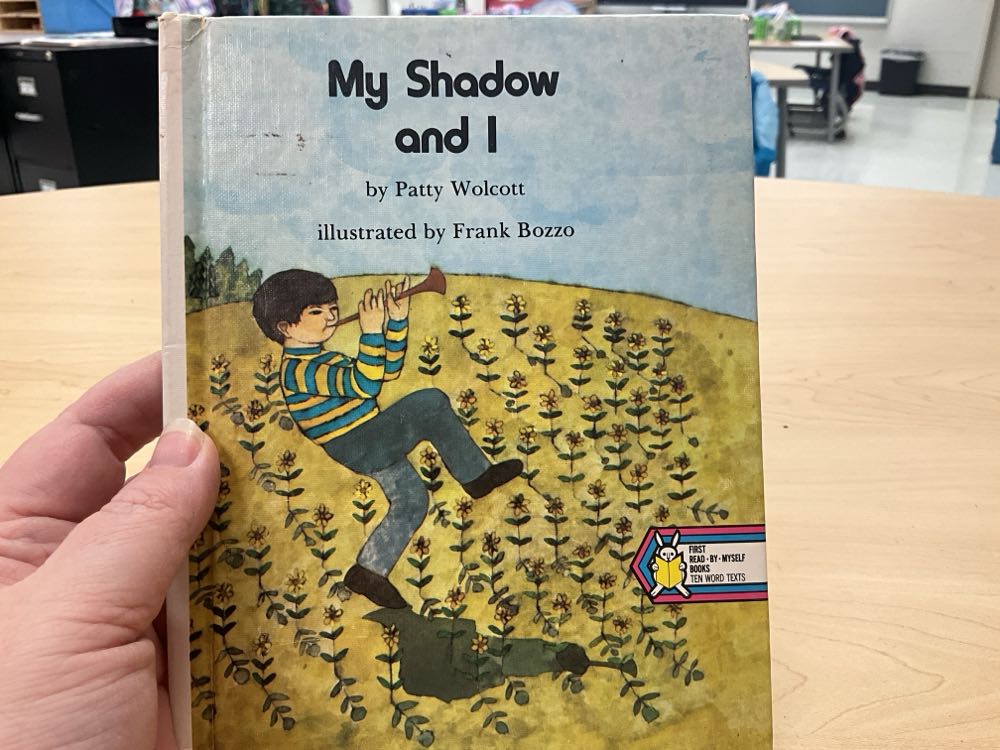 My Shadow
and I
by Patty Wolcott
illustrated by Frank Bozzo
FIRST
READ·BY·MYSELF
BOOKS
TEN WORD TEXTS